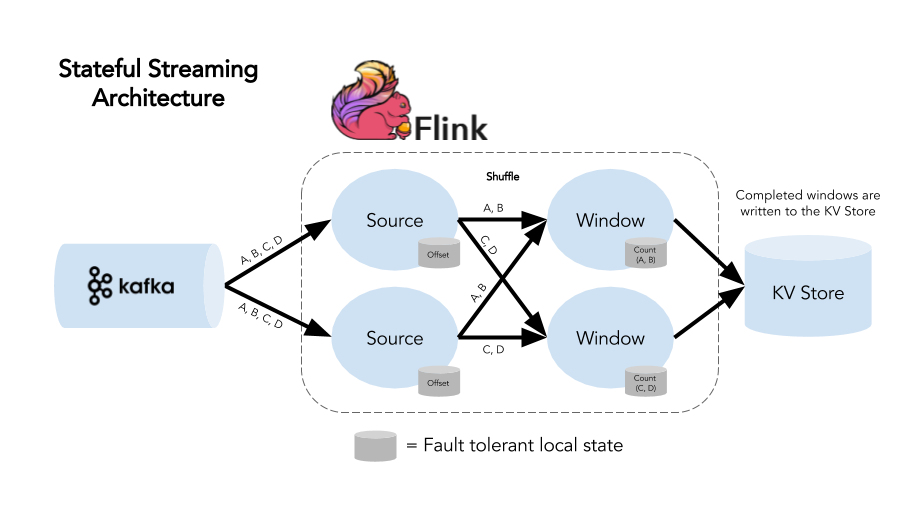 Stateful Streaming
Architecture
Flink
Shuffle
Completed windows are
written to the KV Store
kafka
A, B, C, D
A, B, C, D
Source
Offset
Source
Offset
A, B
C, D
A, B
C, D
Window
Count
(A, B)
Window
Count
(C, D)
KV Store
= Fault tolerant local state